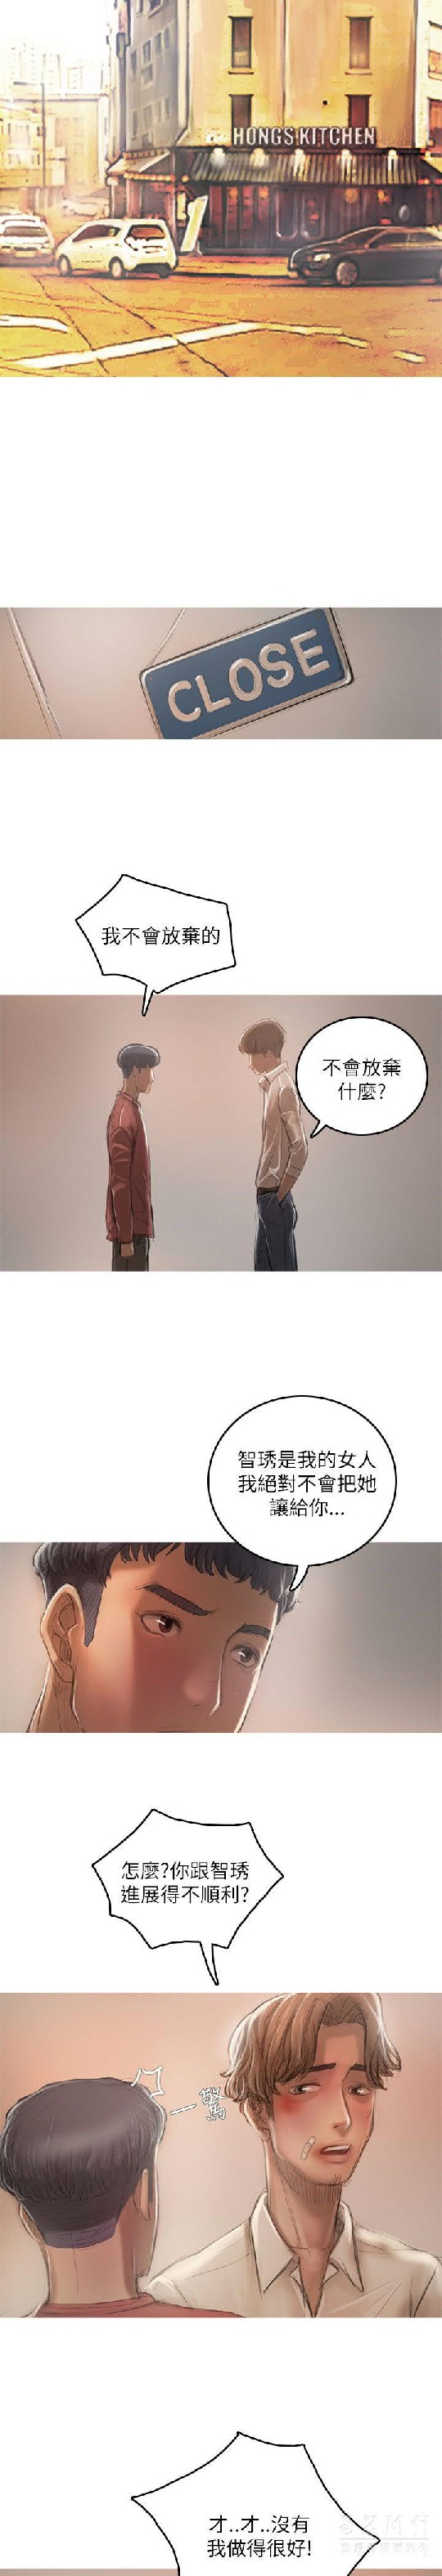 HONGS KITCHEN
CLOSE
我不會放棄的
不會放棄
什麼?
智琇是我的女人
我絕對不會把她
讓給你...
怎麼?你跟智琇
進展得不順利?
驚
才..才..沒有
我做得很好!